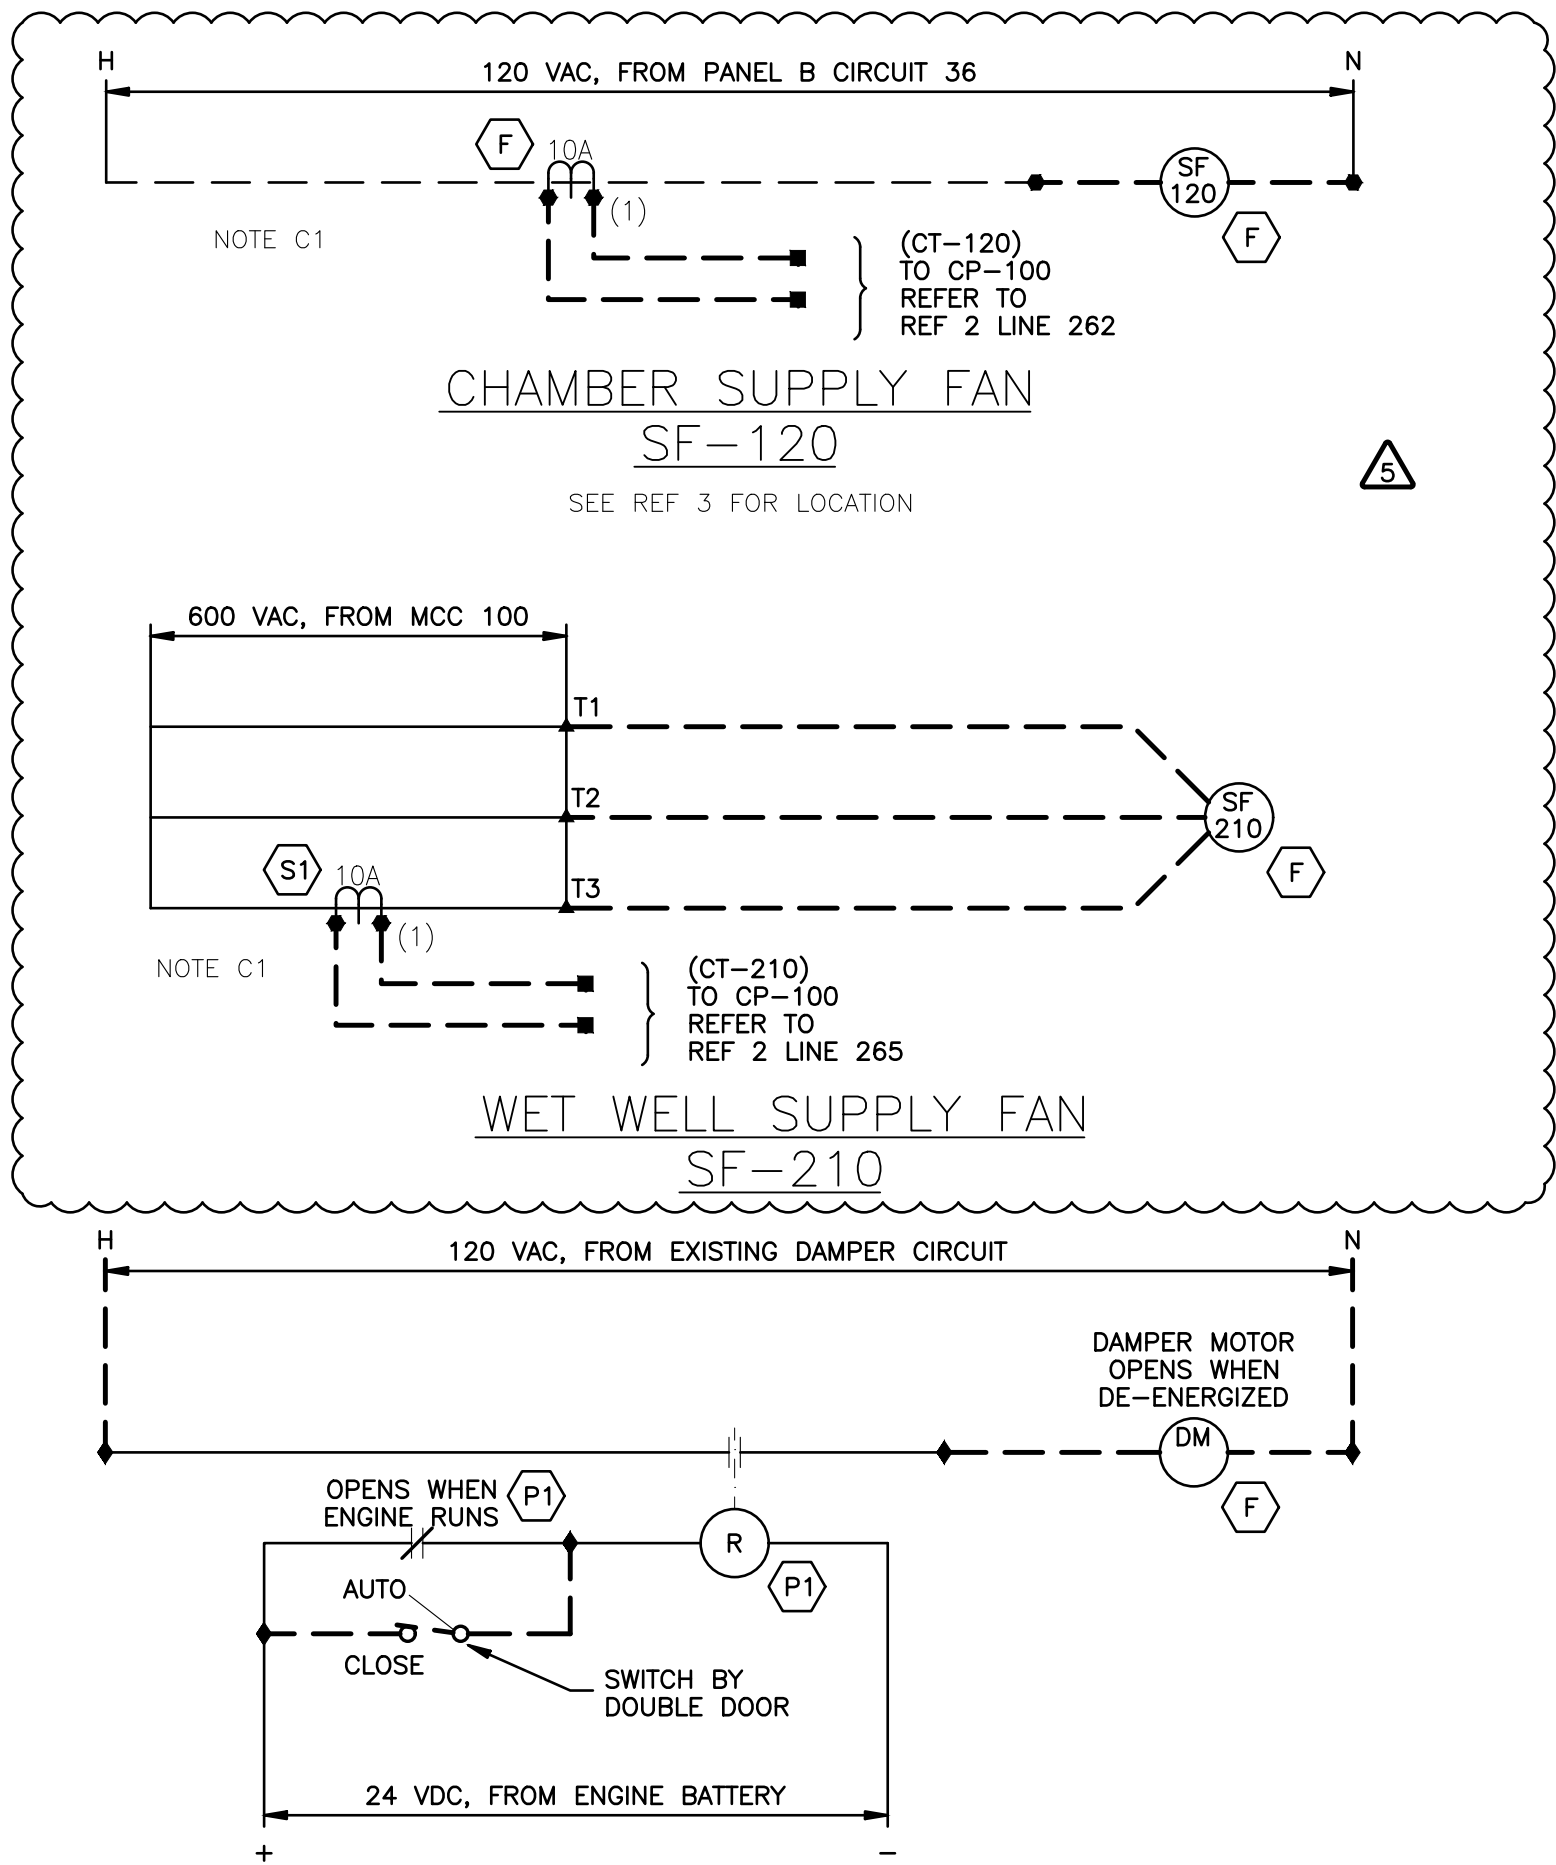 H
N
120 VAC, FROM PANEL B CIRCUIT 36
F
10A
(1)
SF
120
F
NOTE C1
(CT-120)
TO CP-100
REFER TO
REF 2 LINE 262
CHAMBER SUPPLY FAN
SF-120
SEE REF 3 FOR LOCATION
5
600 VAC, FROM MCC 100
T1
T2
T3
SF
210
F
S1
10A
(1)
NOTE C1
(CT-210)
TO CP-100
REFER TO
REF 2 LINE 265
WET WELL SUPPLY FAN
SF-210
H
N
120 VAC, FROM EXISTING DAMPER CIRCUIT
DAMPER MOTOR
OPENS WHEN
DE-ENERGIZED
DM
F
OPENS WHEN
ENGINE RUNS
P1
R
P1
AUTO
CLOSE
SWITCH BY
DOUBLE DOOR
24 VDC, FROM ENGINE BATTERY
+
-